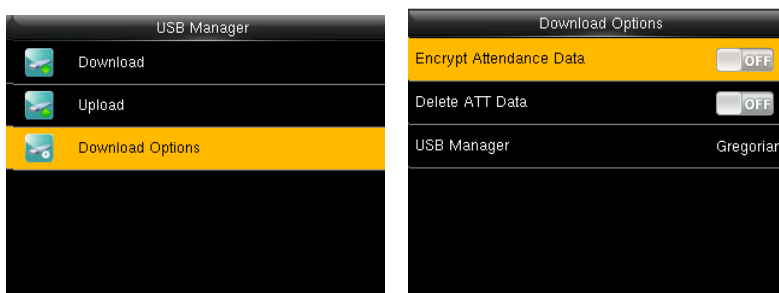 USB Manager
Download
Upload
Download Options
Download Options
Encrypt Attendance Data OFF
Delete ATT Data OFF
USB Manager Gregorian